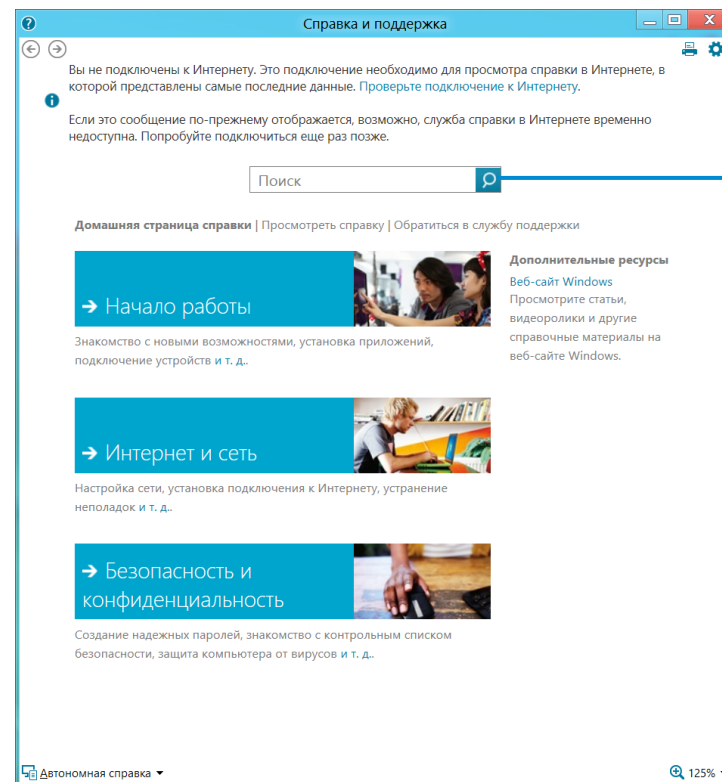 Справка и поддержка
Вы не подключены к Интернету. Это подключение необходимо для просмотра справки в Интернете, в
которой представлены самые последние данные. Проверьте подключение к Интернету.
Если это сообщение по-прежнему отображается, возможно, служба справки в Интернете временно
недоступна. Попробуйте подключиться еще раз позже.
Поиск
Домашняя страница справки | Просмотреть справку | Обратиться в службу поддержки
→ Начало работы
Знакомство с новыми возможностями, установка приложений,
подключение устройств и т. д..
Дополнительные ресурсы
Веб-сайт Windows
Просмотрите статьи,
видеоролики и другие
справочные материалы на
веб-сайте Windows.
→ Интернет и сеть
Настройка сети, установка подключения к Интернету, устранение
неполадок и т. д..
→ Безопасность и
конфиденциальность
Создание надежных паролей, знакомство с контрольным списком
безопасности, защита компьютера от вирусов и т. д..
Автономная справка
125%